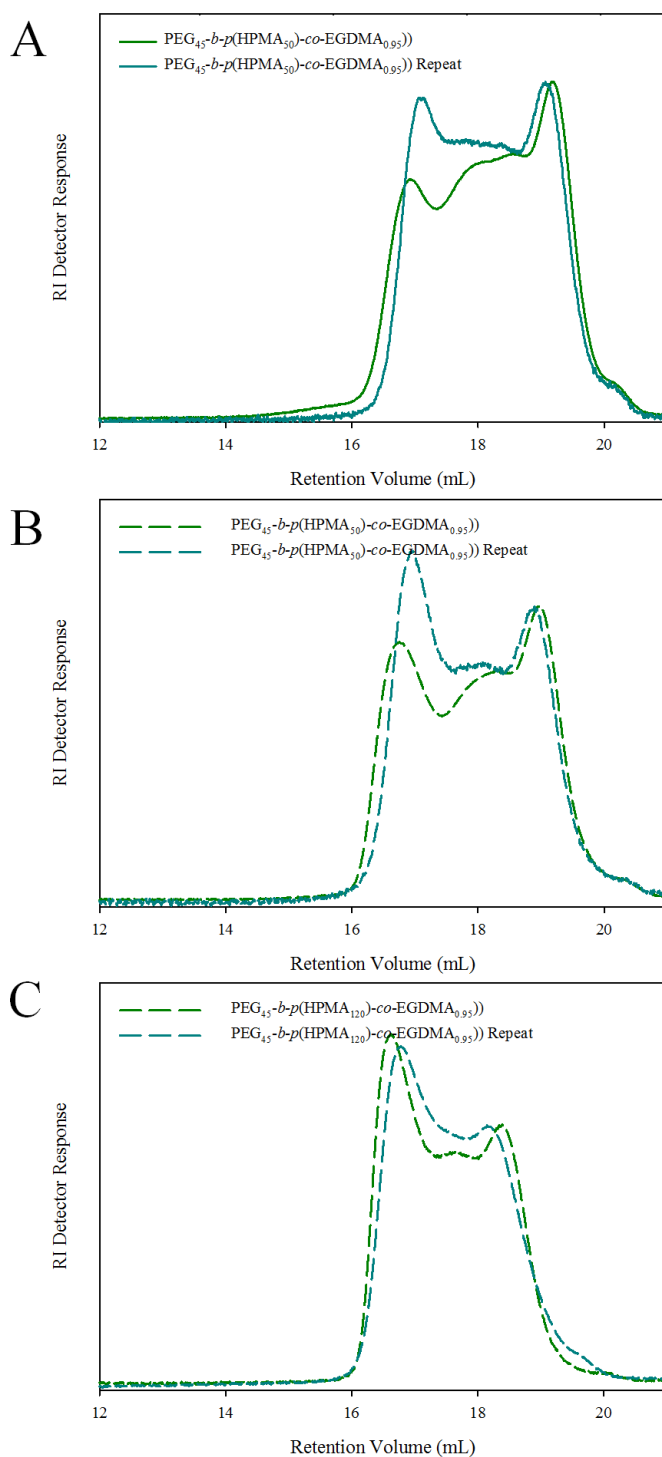 A
PEG45-b-p(HPMA50)-co-EGDMA0.95))
PEG45-b-p(HPMA50)-co-EGDMA0.95)) Repeat
RI Detector Response
12 14 16 18 20
Retention Volume (mL)
B
PEG45-b-p(HPMA50)-co-EGDMA0.95))
PEG45-b-p(HPMA50)-co-EGDMA0.95)) Repeat
RI Detector Response
12 14 16 18 20
Retention Volume (mL)
C
PEG45-b-p(HPMA120)-co-EGDMA0.95))
PEG45-b-p(HPMA120)-co-EGDMA0.95)) Repeat
RI Detector Response
12 14 16 18 20
Retention Volume (mL)